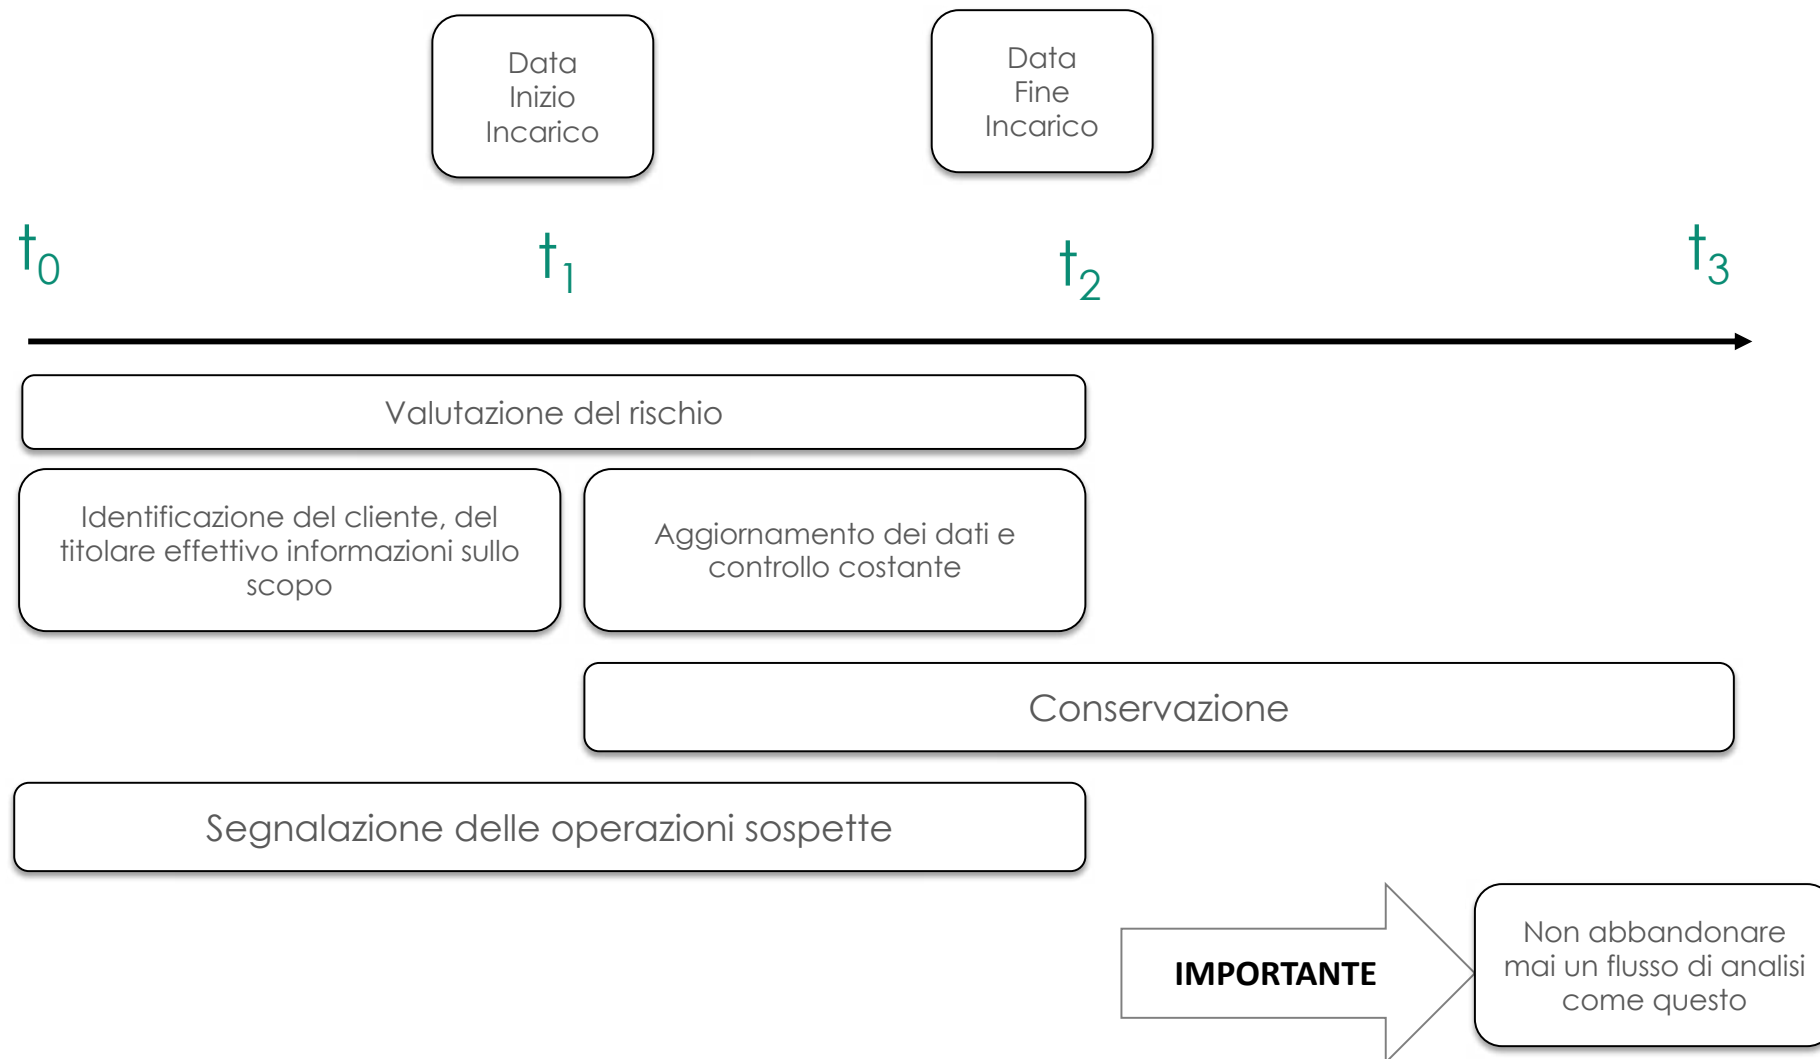 Data
Inizio
Incarico
Data
Fine
Incarico
t0
t1
t2
t3
Valutazione del rischio
Identificazione del cliente, del
titolare effettivo informazioni sullo
scopo
Aggiornamento dei dati e
controllo costante
Conservazione
Segnalazione delle operazioni sospette
IMPORTANTE
Non abbandonare
mai un flusso di analisi
come questo